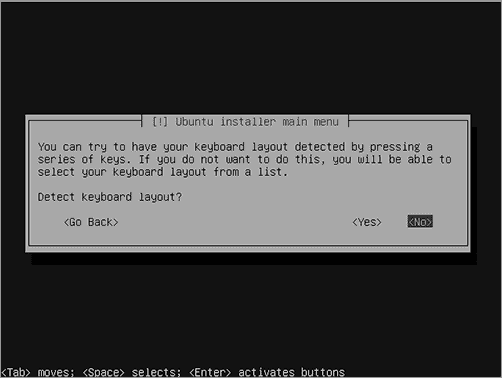 [!] Ubuntu installer main menu
You can try to have your keyboard layout detected by pressing a
series of keys. If you do not want to do this, you will be able to
select your keyboard layout from a list.
Detect keyboard layout?
<Go Back> <Yes> <No>
<Tab> moves; <Space> selects; <Enter> activates buttons